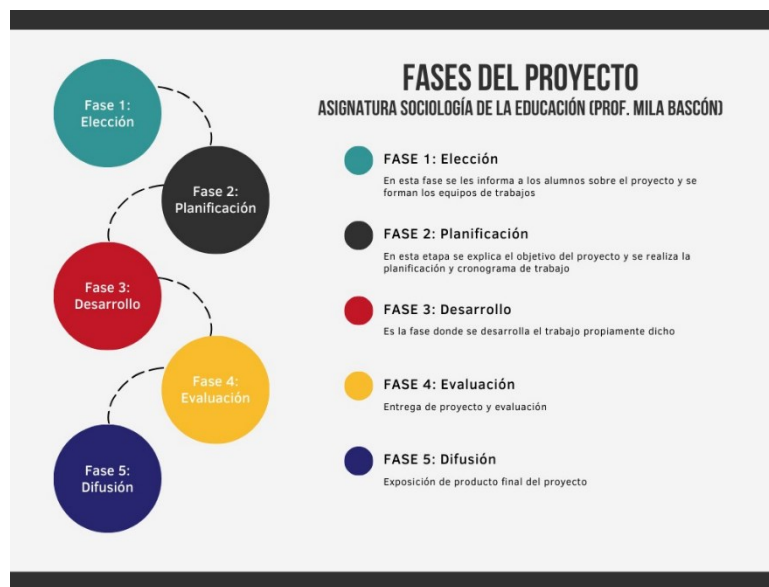 Fase 1:
Elección
Fase 2:
Planificación
Fase 3:
Desarrollo
Fase 4:
Evaluación
Fase 5:
Difusión
FASES DEL PROYECTO
ASIGNATURA SOCIOLOGÍA DE LA EDUCACIÓN (PROF. MILA BASCÓN)
FASE 1: Elección
En esta fase se les informa a los alumnos sobre el proyecto y se
forman los equipos de trabajos
FASE 2: Planificación
En esta etapa se explica el objetivo del proyecto y se realiza la
planificación y cronograma de trabajo
FASE 3: Desarrollo
Es la fase donde se desarrolla el trabajo propiamente dicho
FASE 4: Evaluación
Entrega de proyecto y evaluación
FASE 5: Difusión
Exposición de producto final del proyecto